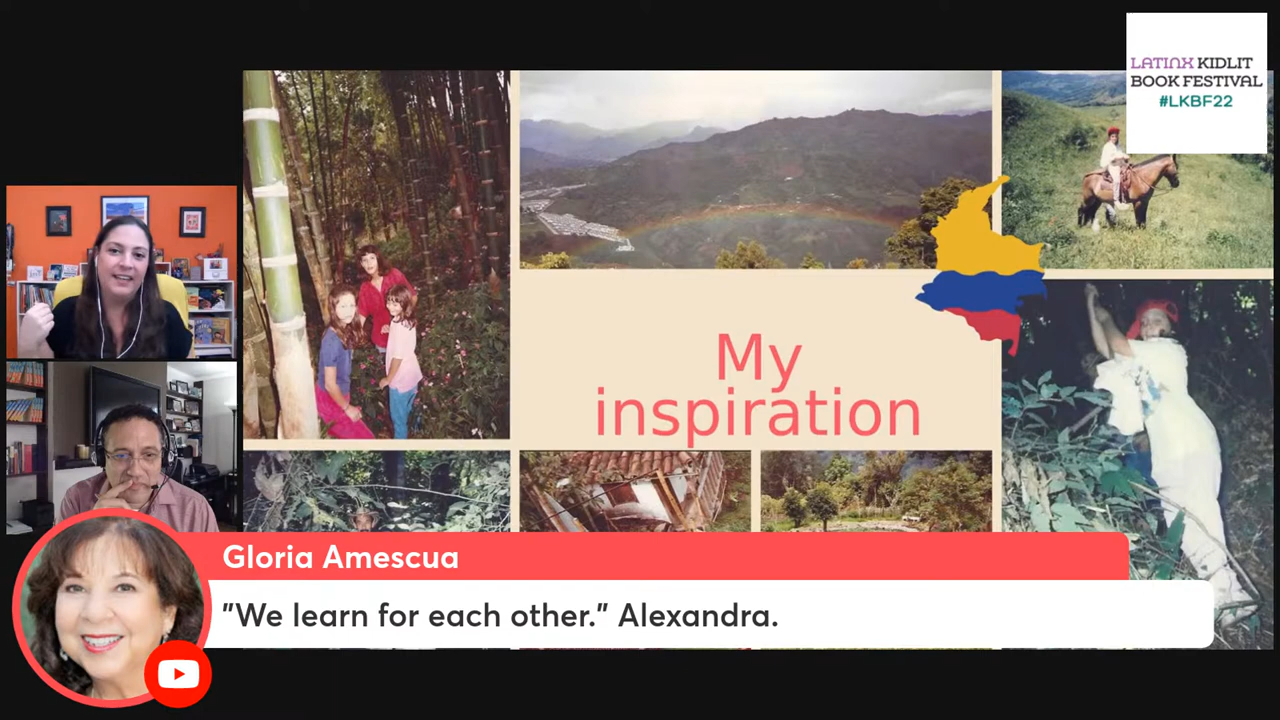 LATINX KIDLIT
BOOK FESTIVAL
#LKBF22
My
inspiration
Gloria Amescua
"We learn for each other." Alexandra.